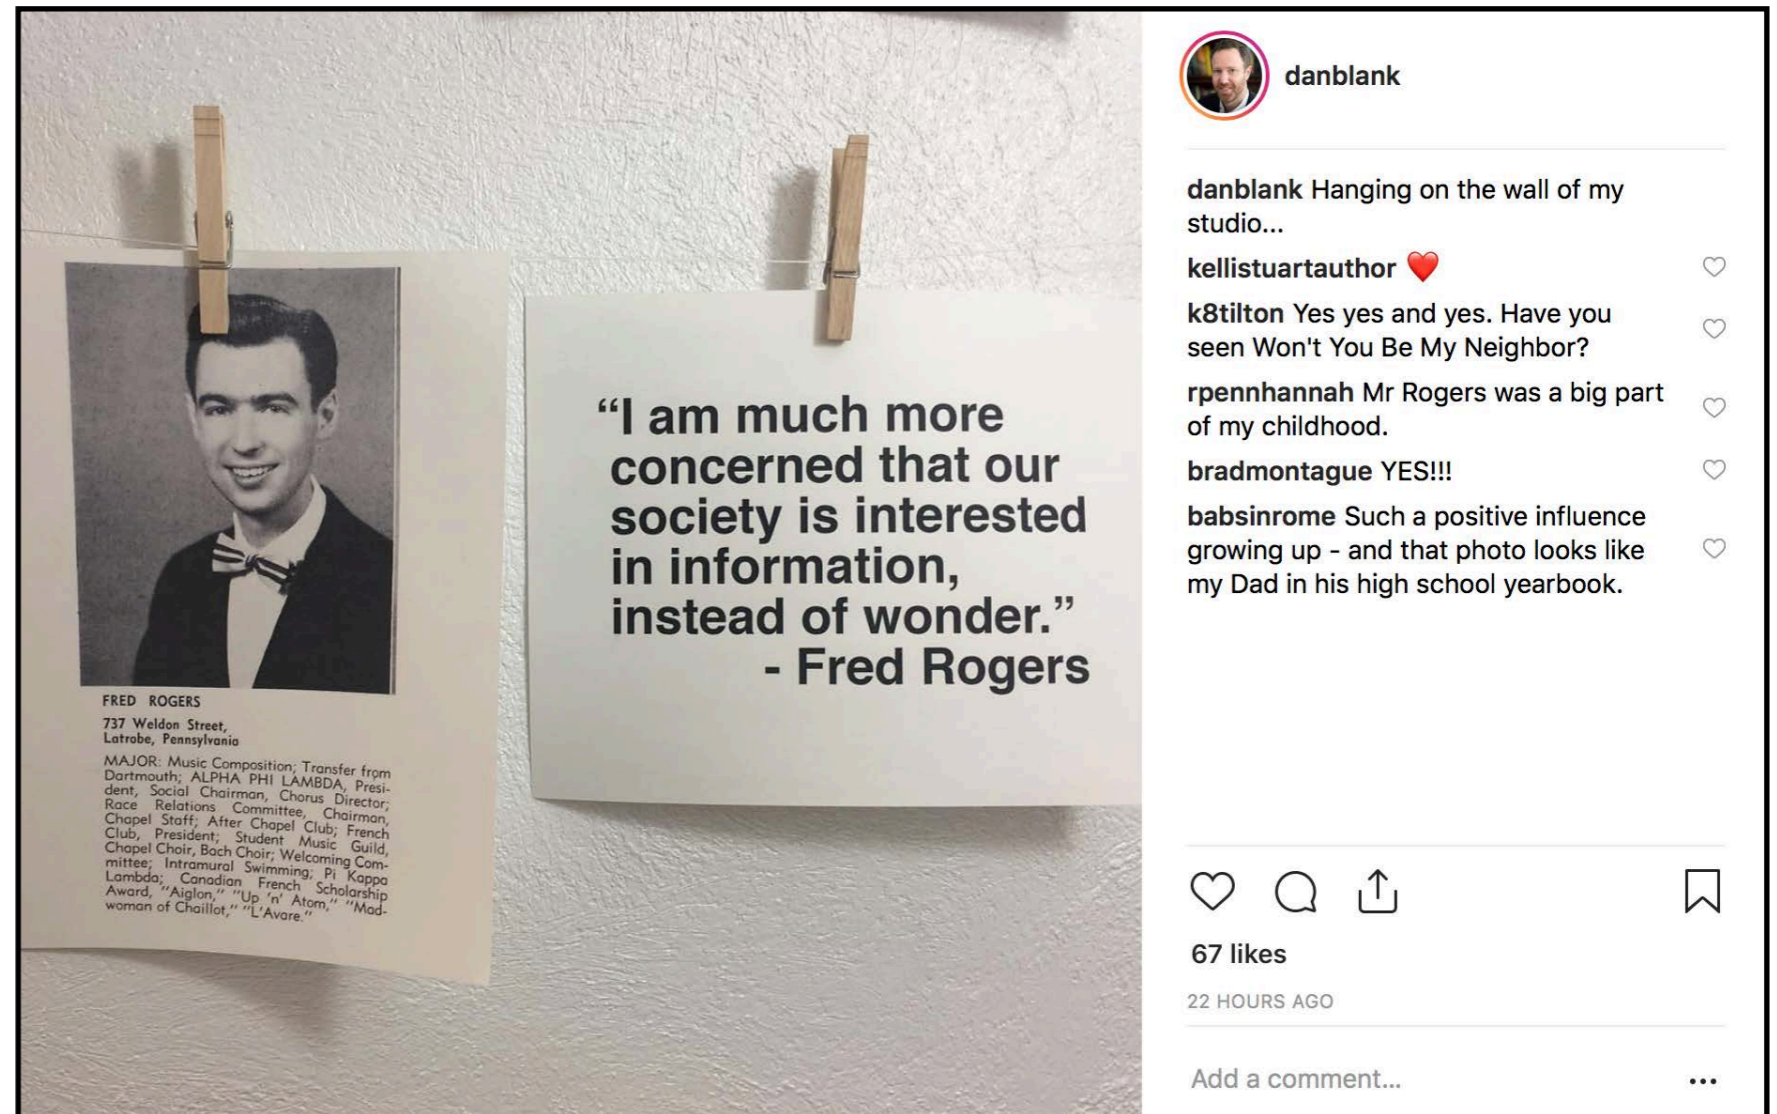 FRED ROGERS
737 Weldon Street,
Latrobe, Pennsylvania
MAJOR: Music Composition; Transfer from
Dartmouth; ALPHA PHI LAMBDA, Presi-
dent, Social Chairman, Chorus Director;
Race Relations Committee, Chairman,
Chapel Staff; After Chapel Club; French
Club, President; Student Music Guild,
Chapel Choir, Bach Choir; Welcoming Com-
mittee; Intramural Swimming; Pi Kappa
Lambda; Canadian French Scholarship
Award, "Aiglon," "Up 'n' Atom," "Mad-
woman of Chaillot," "L'Avare."
“I am much more
concerned that our
society is interested
in information,
instead of wonder.”
- Fred Rogers
danblank
danblank Hanging on the wall of my
studio...
kellistuartauthor ❤️
k8tilton Yes yes and yes. Have you
seen Won't You Be My Neighbor?
rpennhannah Mr Rogers was a big part
of my childhood.
bradmontague YES!!!
babsinrome Such a positive influence
growing up - and that photo looks like
my Dad in his high school yearbook.
67 likes
22 HOURS AGO
Add a comment...